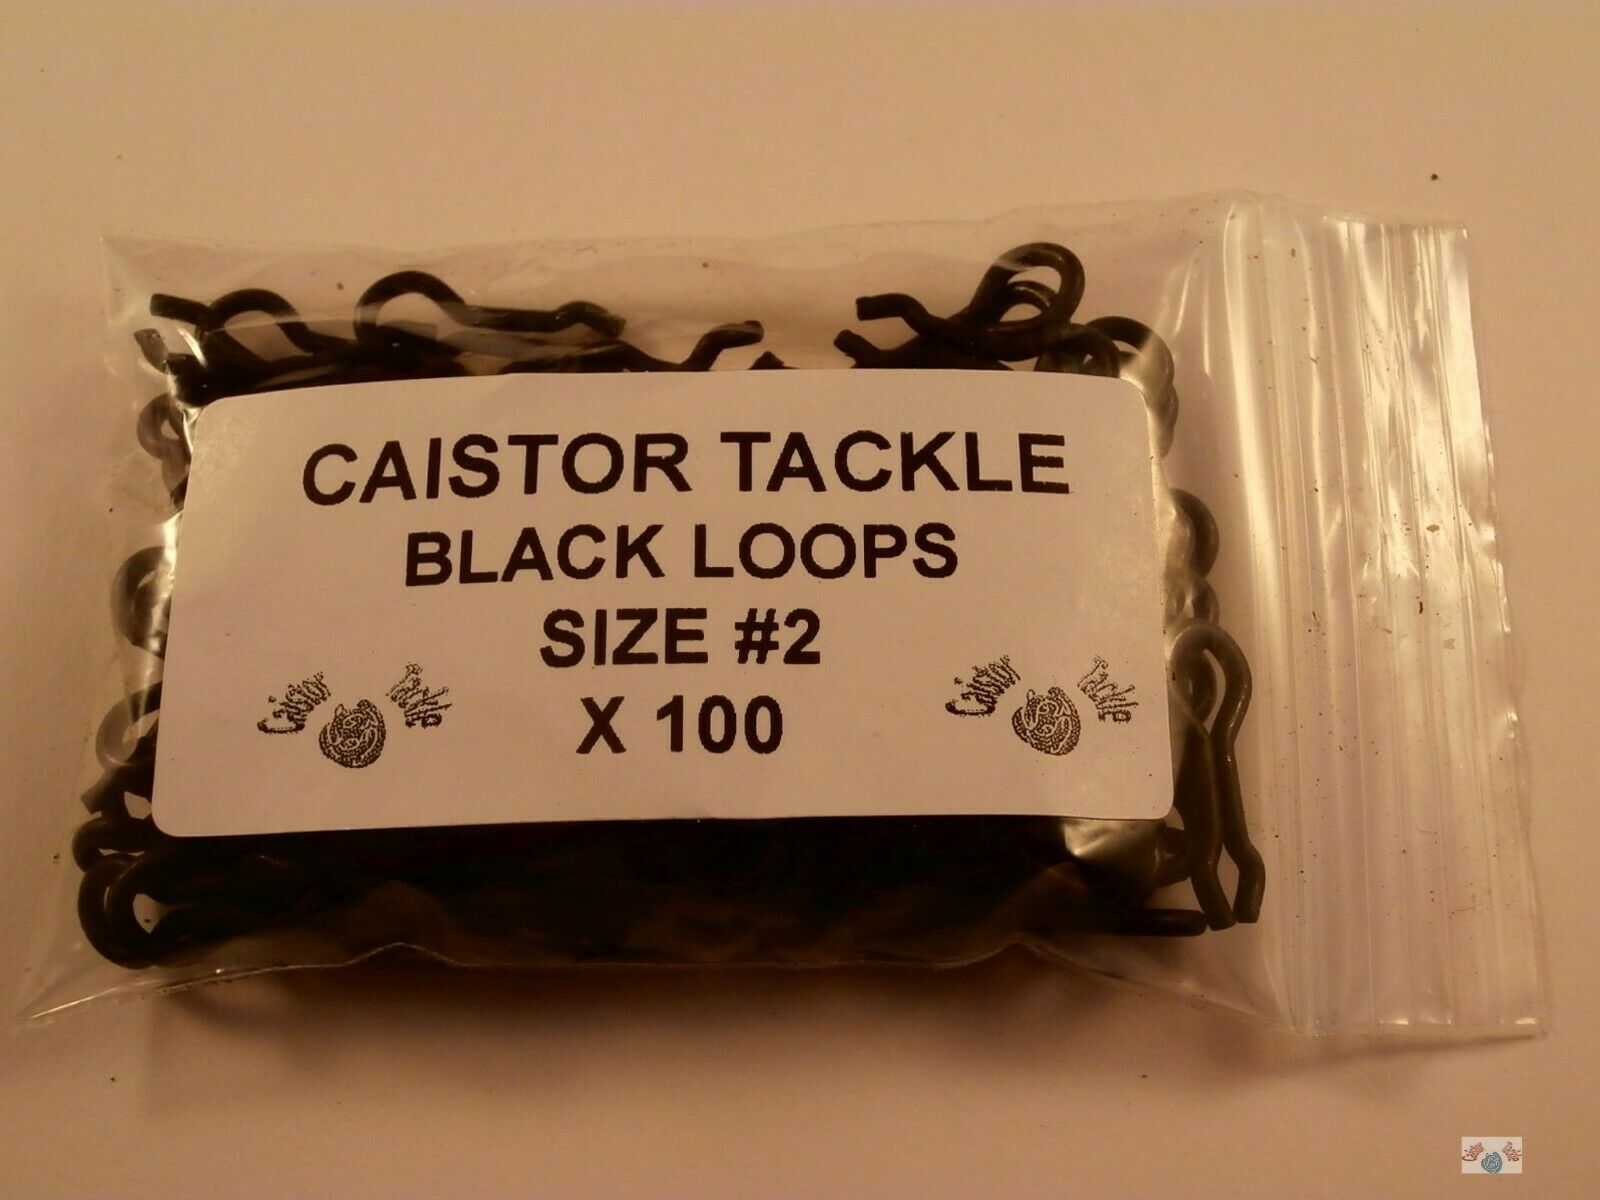 CAISTOR TACKLE
BLACK LOOPS
SIZE #2
X 100
Caistor Tackle
Caistor Tackle